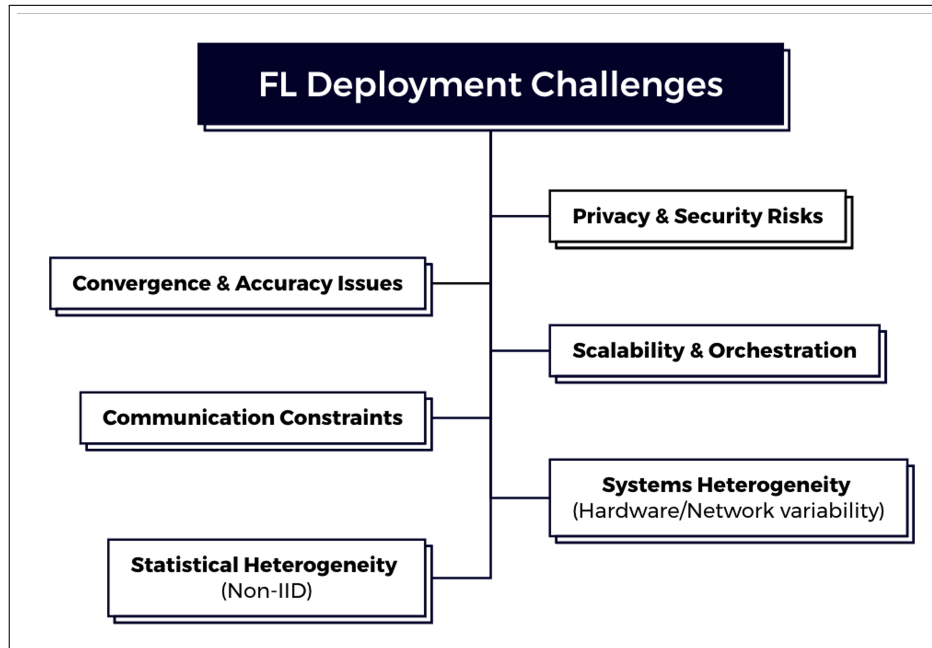 FL Deployment Challenges
Privacy & Security Risks
Convergence & Accuracy Issues
Scalability & Orchestration
Communication Constraints
Systems Heterogeneity
(Hardware/Network variability)
Statistical Heterogeneity
(Non-IID)